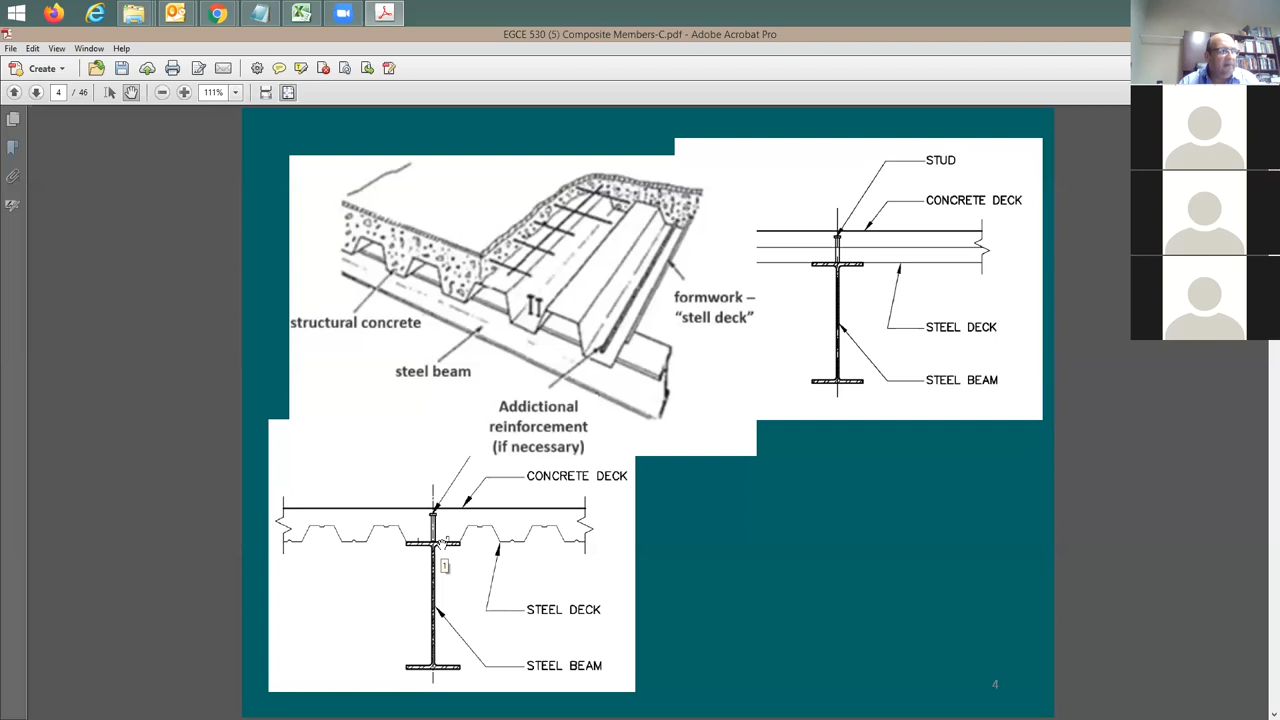 EGCE 530 (5) Composite Members-C.pdf - Adobe Acrobat Pro
File Edit View Window Help
Create
4 / 46
111%
STUD
CONCRETE DECK
STEEL DECK
STEEL BEAM
structural concrete
steel beam
formwork –
“stell deck”
Addictional
reinforcement
(if necessary)
CONCRETE DECK
STEEL DECK
STEEL BEAM
1
4